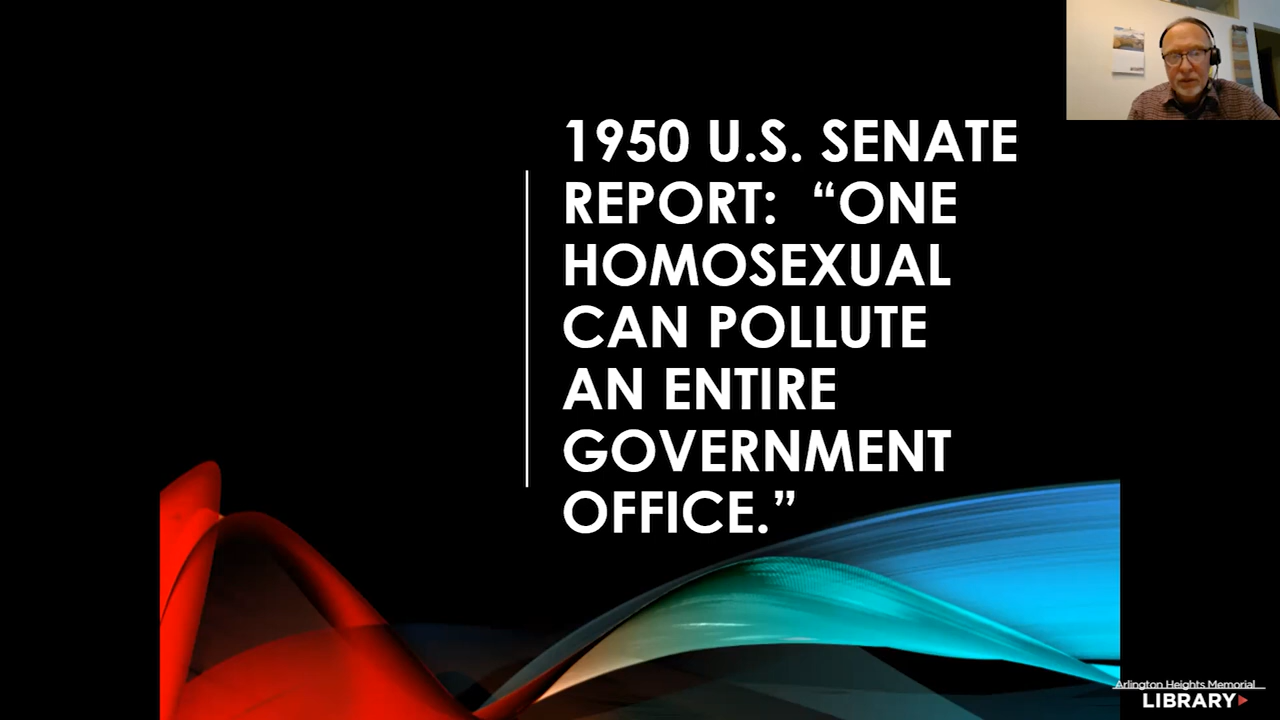 1950 U.S. SENATE
REPORT:  “ONE
HOMOSEXUAL
CAN POLLUTE
AN ENTIRE
GOVERNMENT
OFFICE.”
Arlington Heights Memorial
LIBRARY